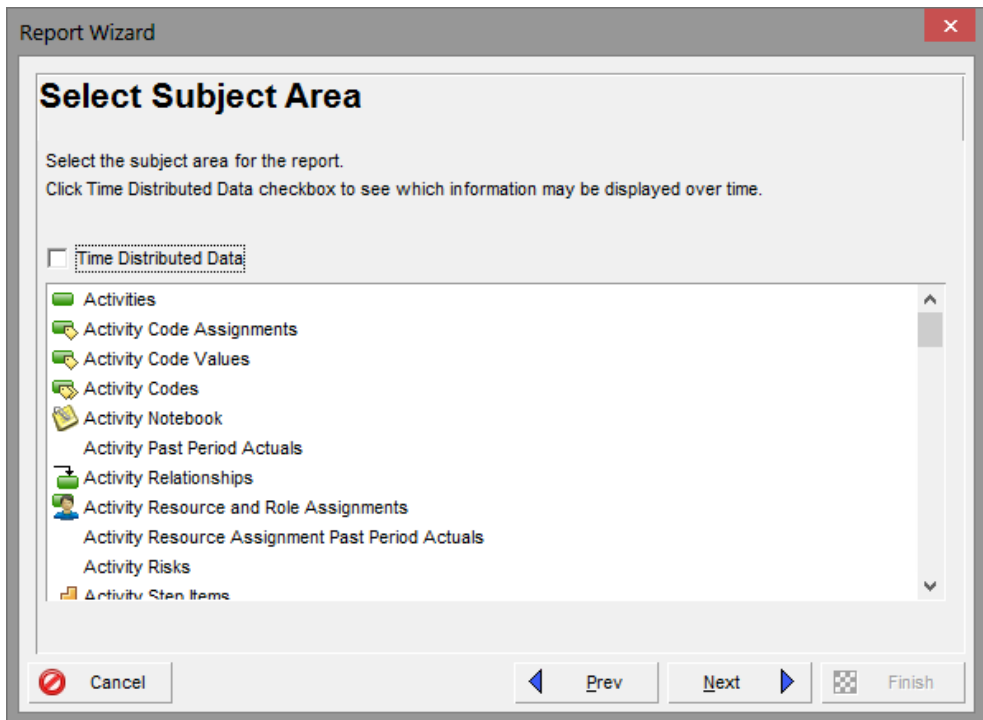 Report Wizard
Select Subject Area
Select the subject area for the report.
Click Time Distributed Data checkbox to see which information may be displayed over time.
Time Distributed Data
Activities
Activity Code Assignments
Activity Code Values
Activity Codes
Activity Notebook
Activity Past Period Actuals
Activity Relationships
Activity Resource and Role Assignments
Activity Resource Assignment Past Period Actuals
Activity Risks
Activity Step Items
Cancel Prev Next Finish